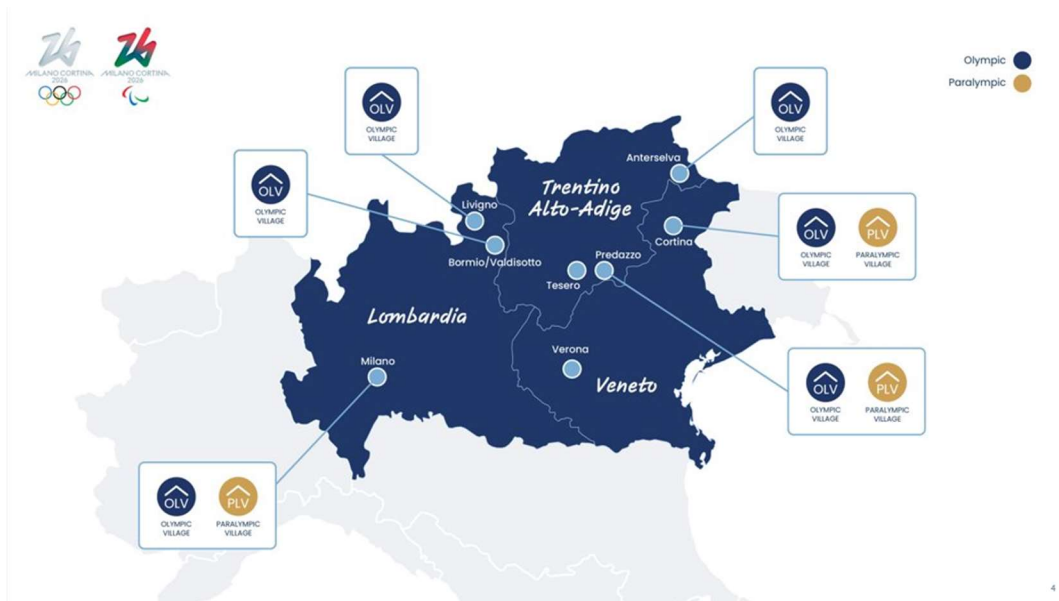 MILANO CORTINA
2026
MILANO CORTINA
2026
Olympic
Paralympic
OLV
OLYMPIC
VILLAGE
OLV
OLYMPIC
VILLAGE
OLV
OLYMPIC
VILLAGE
Anterselva
Trentino
Alto-Adige
Livigno
OLV
OLYMPIC
VILLAGE
PLV
PARALYMPIC
VILLAGE
Cortina
Bormio/Valdisotto
Predazzo
Tesero
Lombardia
Verona
Milano
Veneto
OLV
OLYMPIC
VILLAGE
PLV
PARALYMPIC
VILLAGE
OLV
OLYMPIC
VILLAGE
PLV
PARALYMPIC
VILLAGE
4